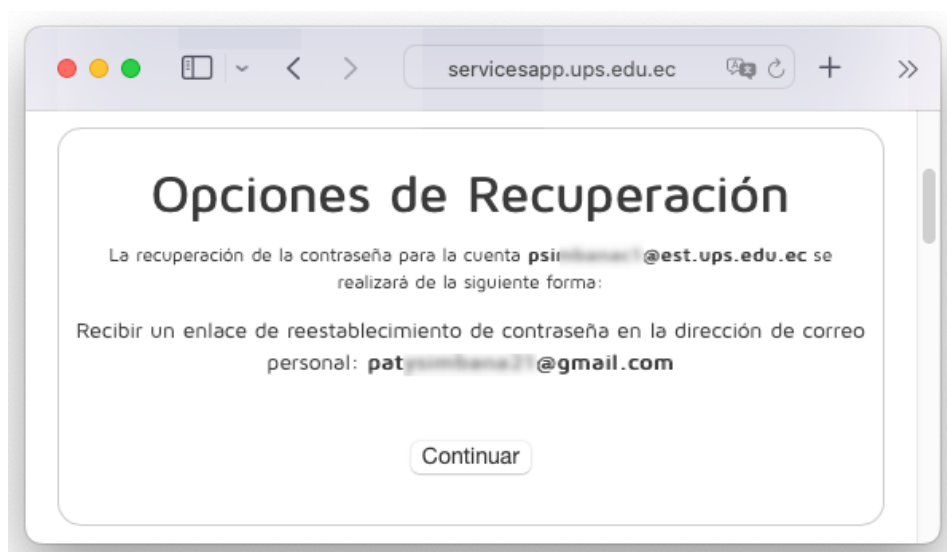 servicesapp.ups.edu.ec
Opciones de Recuperación
La recuperación de la contraseña para la cuenta psi @est.ups.edu.ec se
realizará de la siguiente forma:
Recibir un enlace de reestablecimiento de contraseña en la dirección de correo
personal: pat @gmail.com
Continuar